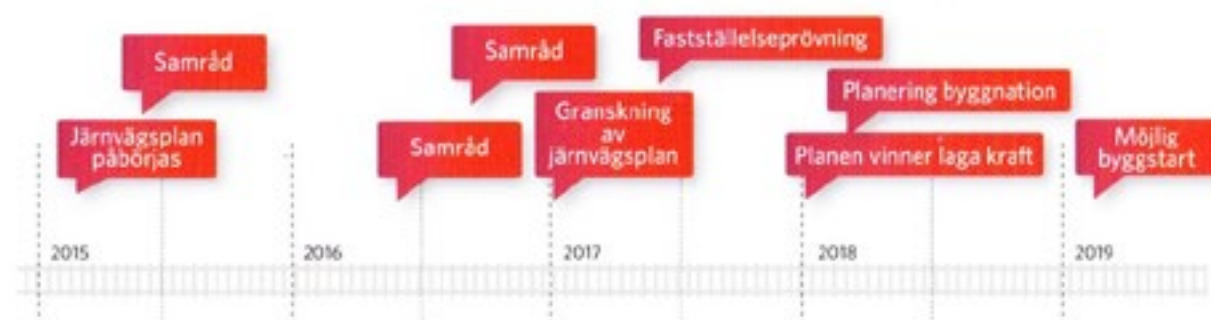 Samråd
Järnvägsplan
påbörjas
Samråd
Samråd
Fastställelseprövning
Granskning
av
järnvägsplan
Planering byggnation
Planen vinner laga kraft
Möjlig
byggstart
2015
2016
2017
2018
2019